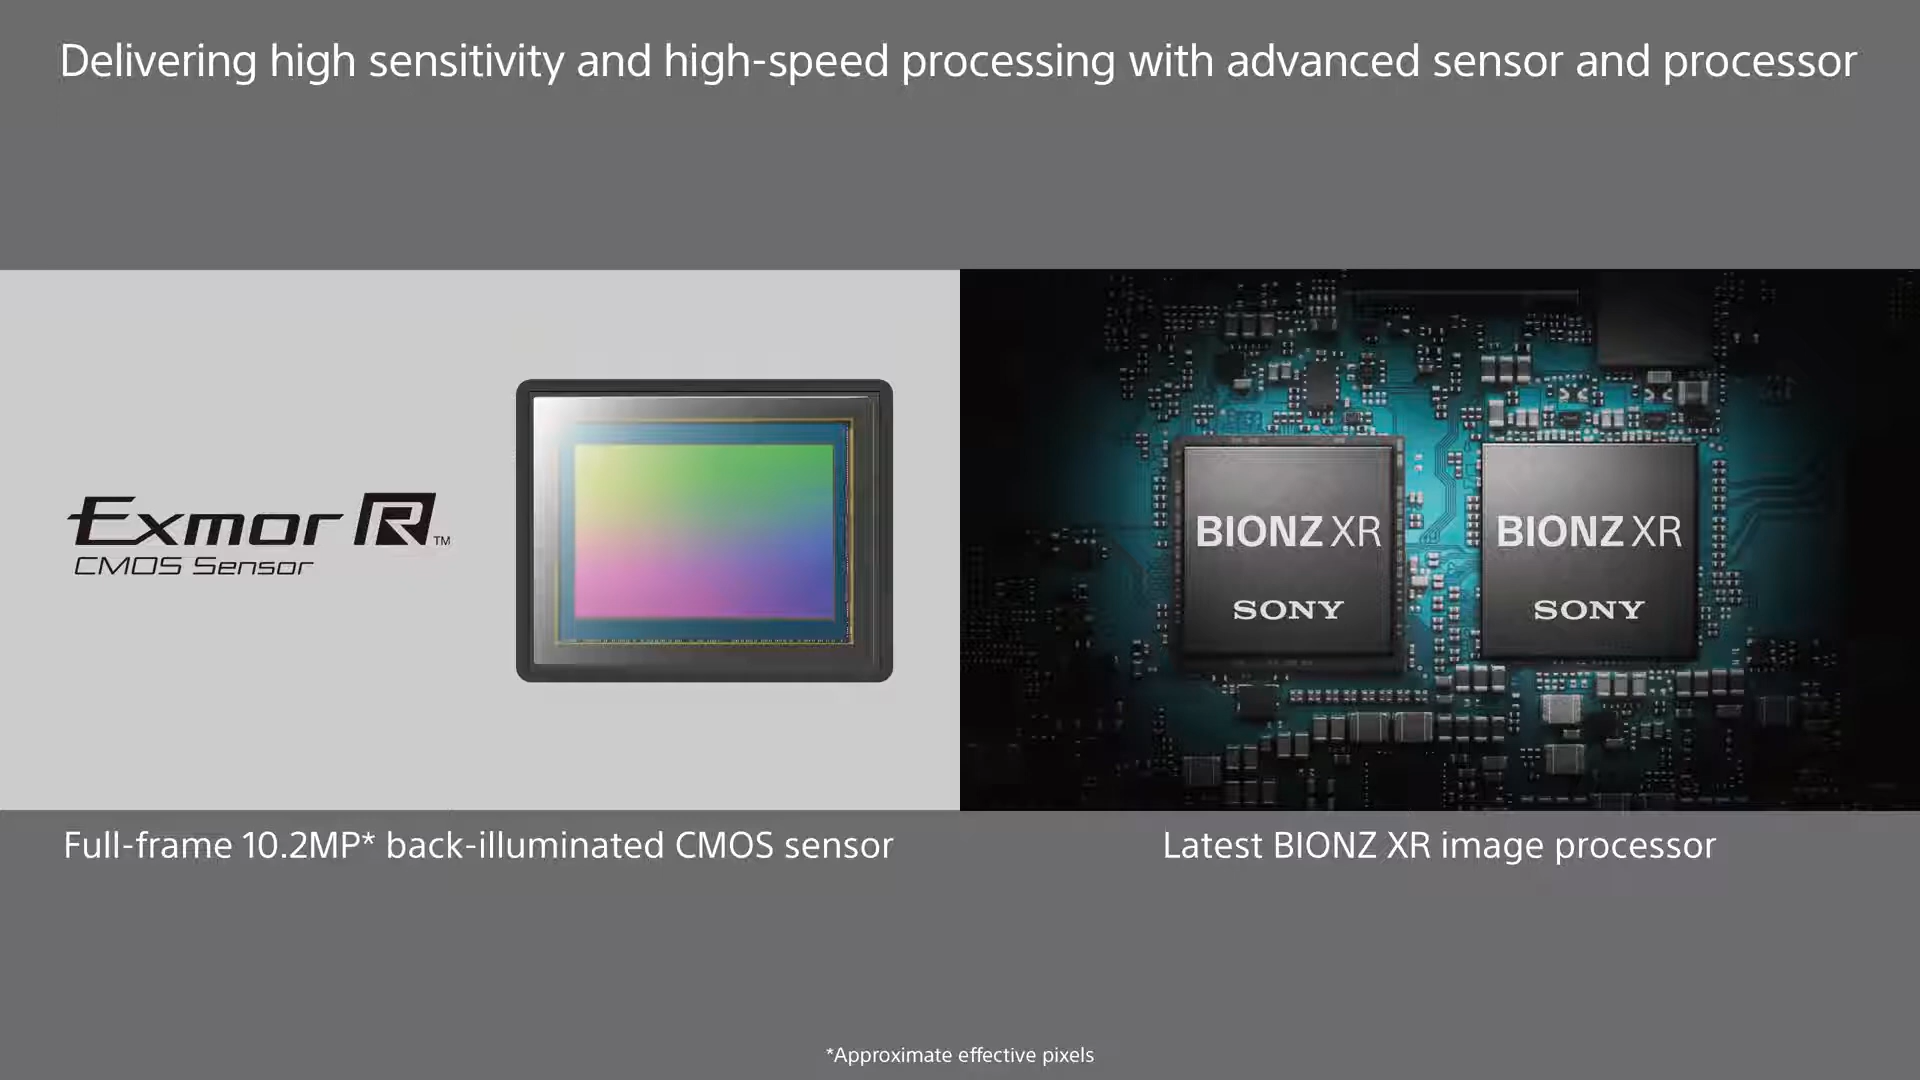 Delivering high sensitivity and high-speed processing with advanced sensor and processor
Exmor R™
CMOS Sensor
BIONZ XR
SONY
BIONZ XR
SONY
Full-frame 10.2MP* back-illuminated CMOS sensor
Latest BIONZ XR image processor
*Approximate effective pixels